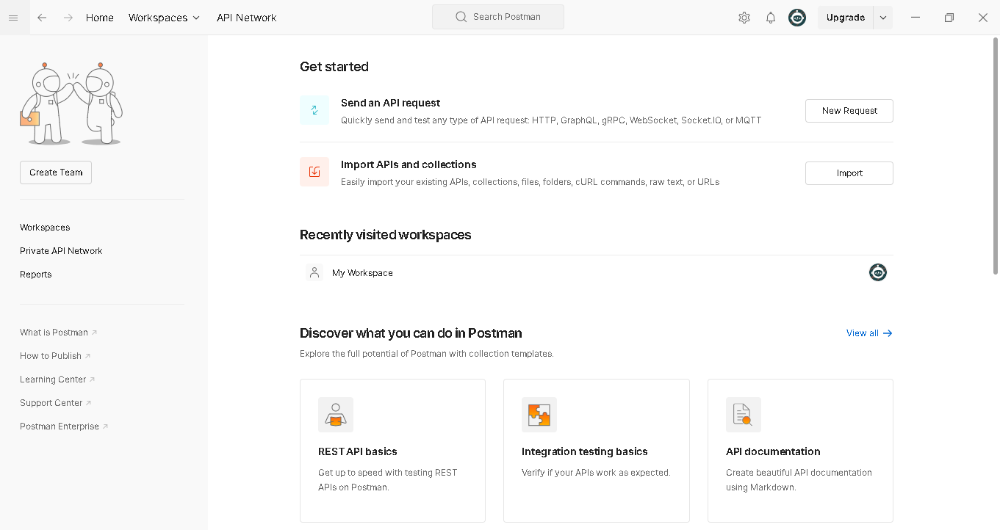 Home
Workspaces
API Network
Search Postman
Upgrade
Create Team
Workspaces
Private API Network
Reports
What is Postman
How to Publish
Learning Center
Support Center
Postman Enterprise
Get started
Send an API request
Quickly send and test any type of API request: HTTP, GraphQL, gRPC, WebSocket, Socket.IO, or MQTT
New Request
Import APIs and collections
Easily import your existing APIs, collections, files, folders, cURL commands, raw text, or URLs
Import
Recently visited workspaces
My Workspace
Discover what you can do in Postman
View all
Explore the full potential of Postman with collection templates.
REST API basics
Get up to speed with testing REST
APIs on Postman.
Integration testing basics
Verify if your APIs work as expected.
API documentation
Create beautiful API documentation
using Markdown.